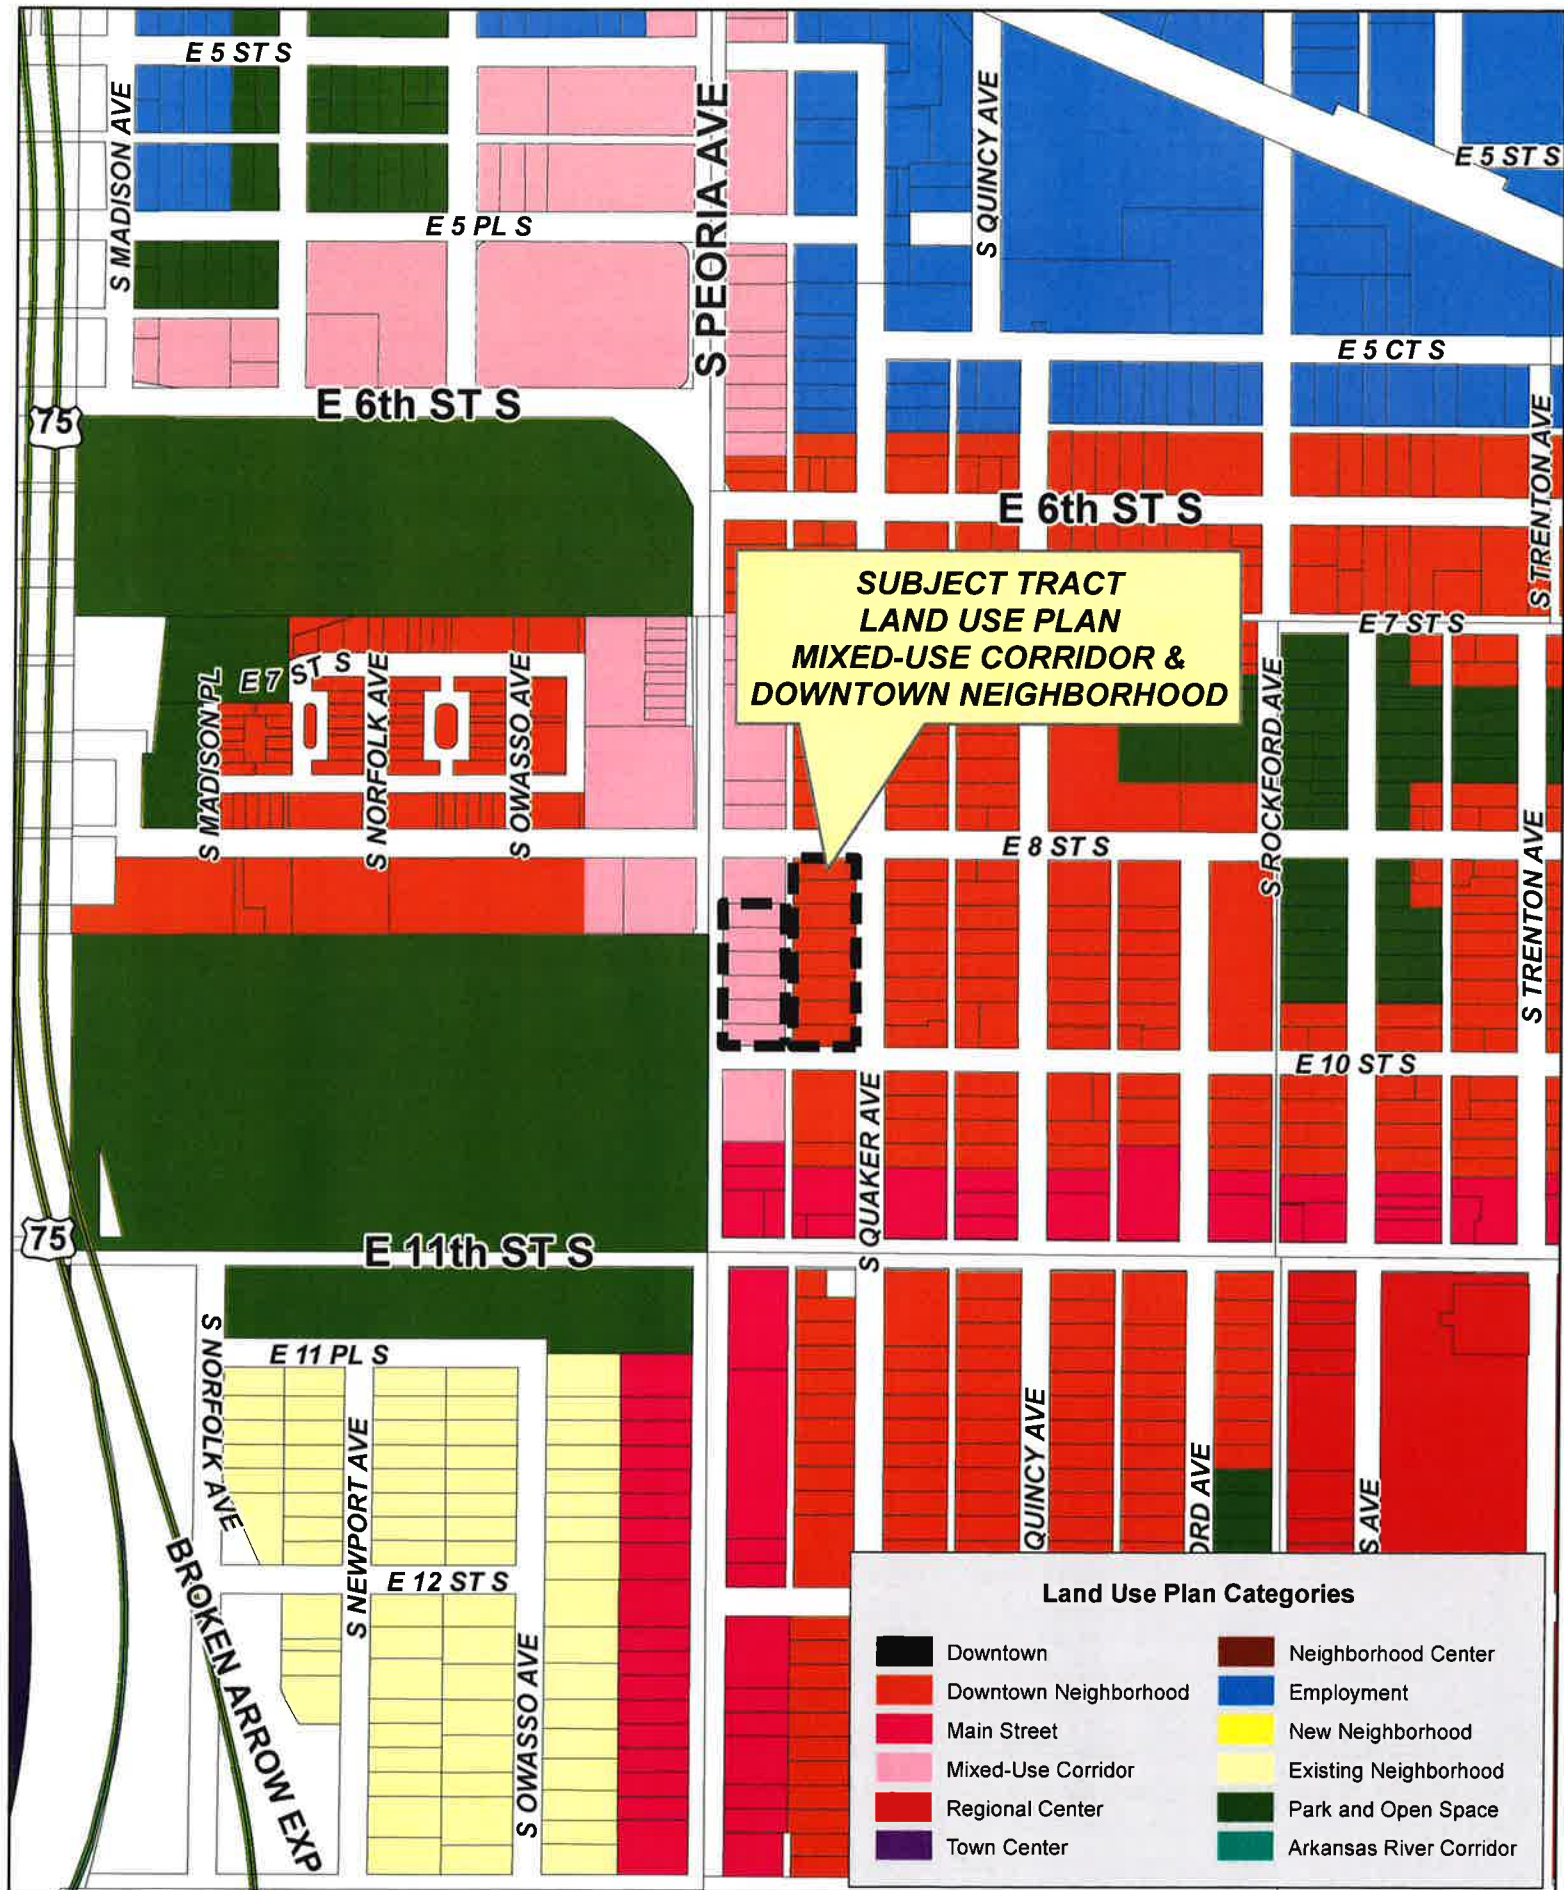 E 5 ST S
S MADISON AVE
S PEORIA AVE
S QUINCY AVE
E 5 ST S
E 5 PL S
E 5 CT S
75
E 6th ST S
S TRENTON AVE
E 6th ST S
SUBJECT TRACT
LAND USE PLAN
MIXED-USE CORRIDOR &
DOWNTOWN NEIGHBORHOOD
E 7 ST S
E 7 ST S
S MADISON PL
S NORFOLK AVE
S OWASSO AVE
S ROCKFORD AVE
E 8 ST S
S TRENTON AVE
E 10 ST S
S QUAKER AVE
75
E 11th ST S
S NORFOLK AVE
E 11 PL S
S NEWPORT AVE
QUINCY AVE
ORD AVE
S AVE
E 12 ST S
BROKEN ARROW EXP
S OWASSO AVE
Land Use Plan Categories
Downtown
Downtown Neighborhood
Main Street
Mixed-Use Corridor
Regional Center
Town Center
Neighborhood Center
Employment
New Neighborhood
Existing Neighborhood
Park and Open Space
Arkansas River Corridor